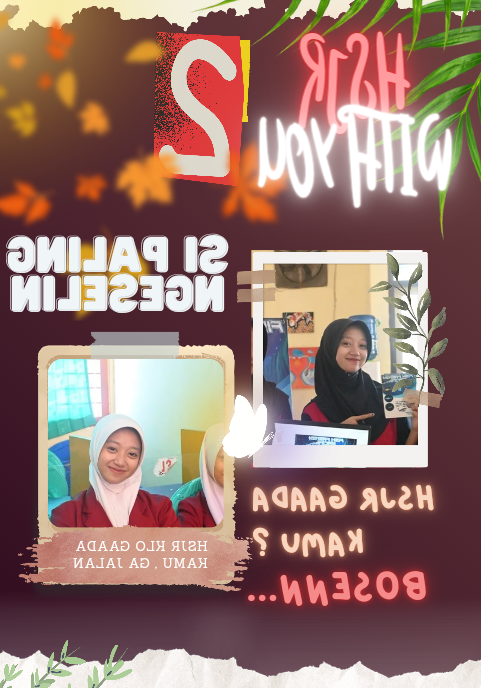 HSJR
2
WITH YOU
SI PALING
NGESELIN
HSJR GAADA
KAMU ?
BOSENN...
HSJR KLO GAADA
KAMU , GA JALAN